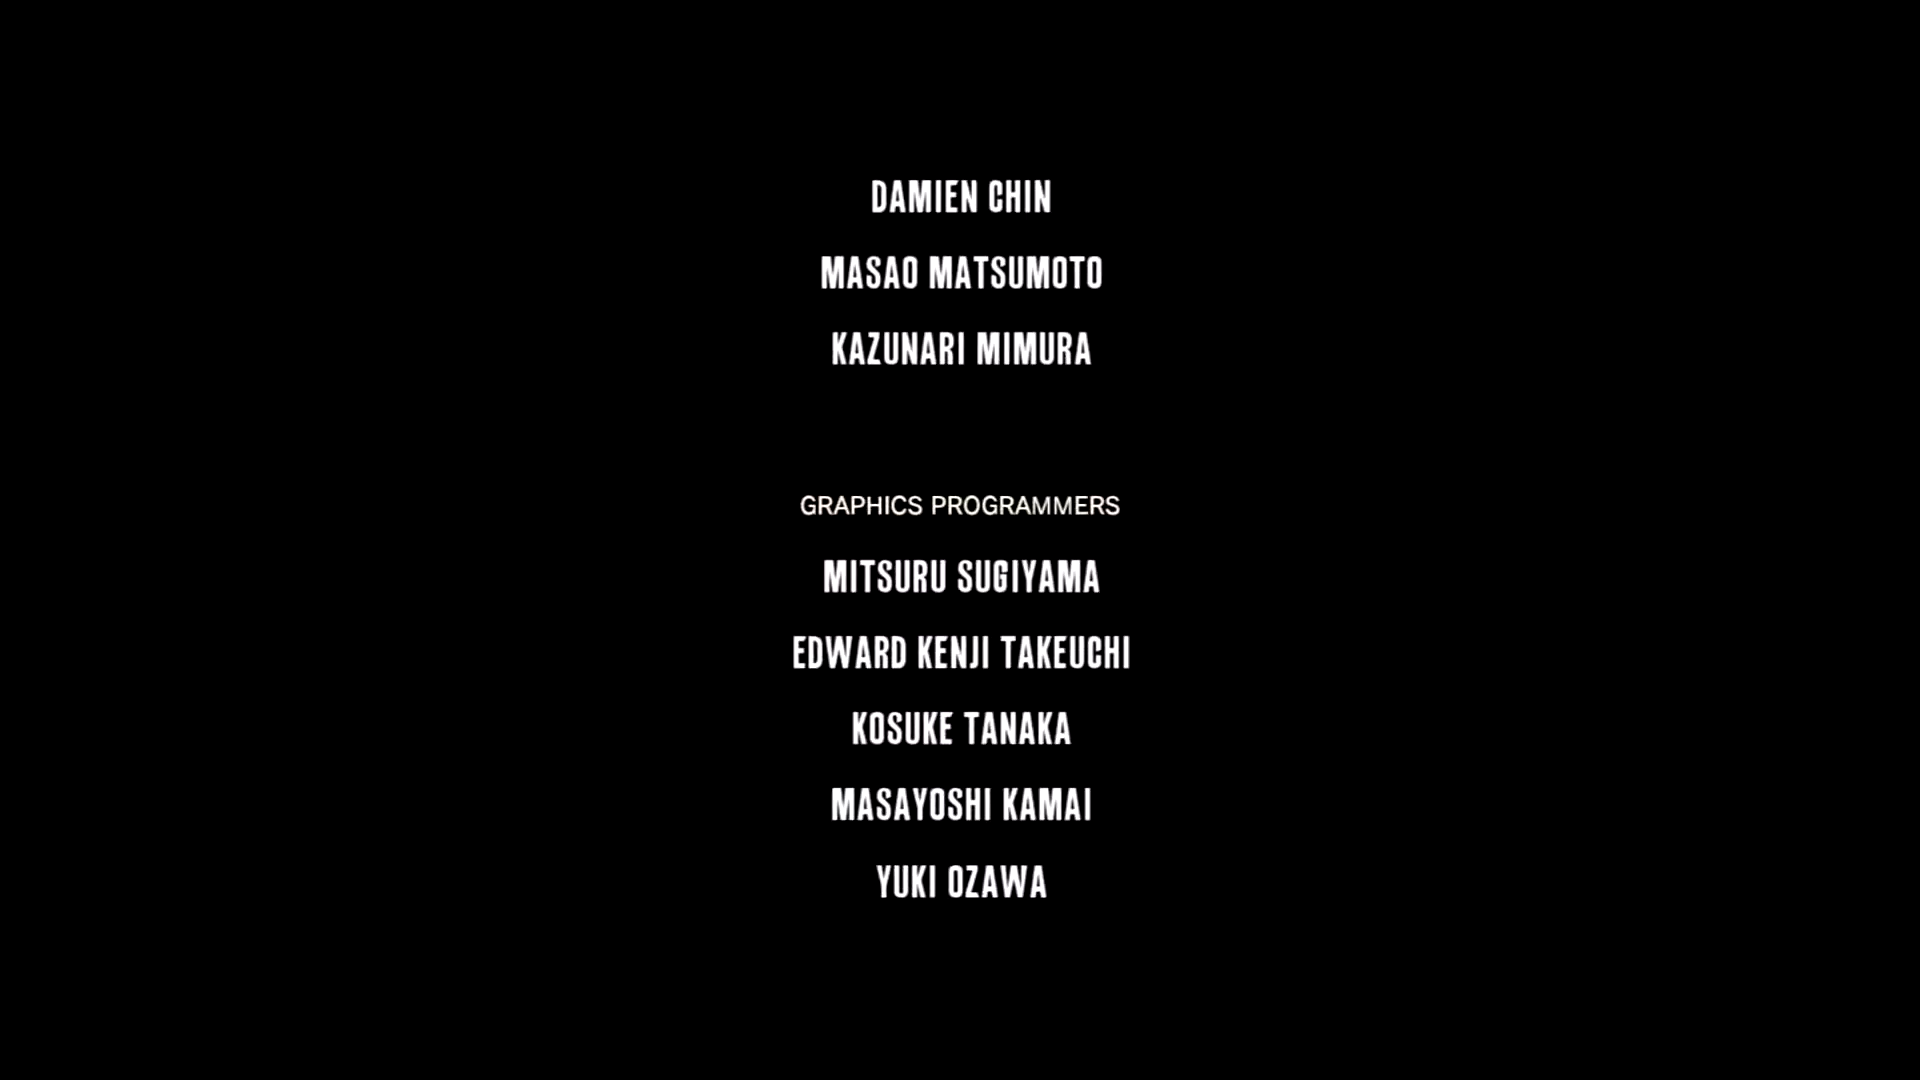 DAMIEN CHIN
MASAO MATSUMOTO
KAZUNARI MIMURA
GRAPHICS PROGRAMMERS
MITSURU SUGIYAMA
EDWARD KENJI TAKEUCHI
KOSUKE TANAKA
MASAYOSHI KAMAI
YUKI OZAWA